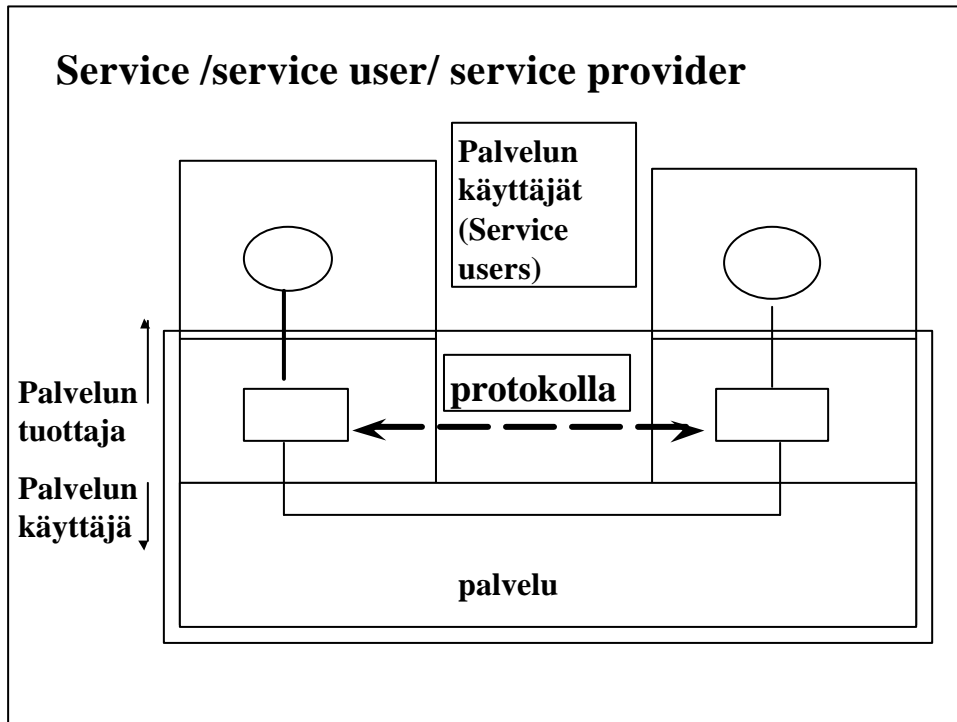 Service /service user/ service provider
Palvelun
käyttäjät
(Service
users)
protokolla
Palvelun
tuottaja
Palvelun
käyttäjä
palvelu